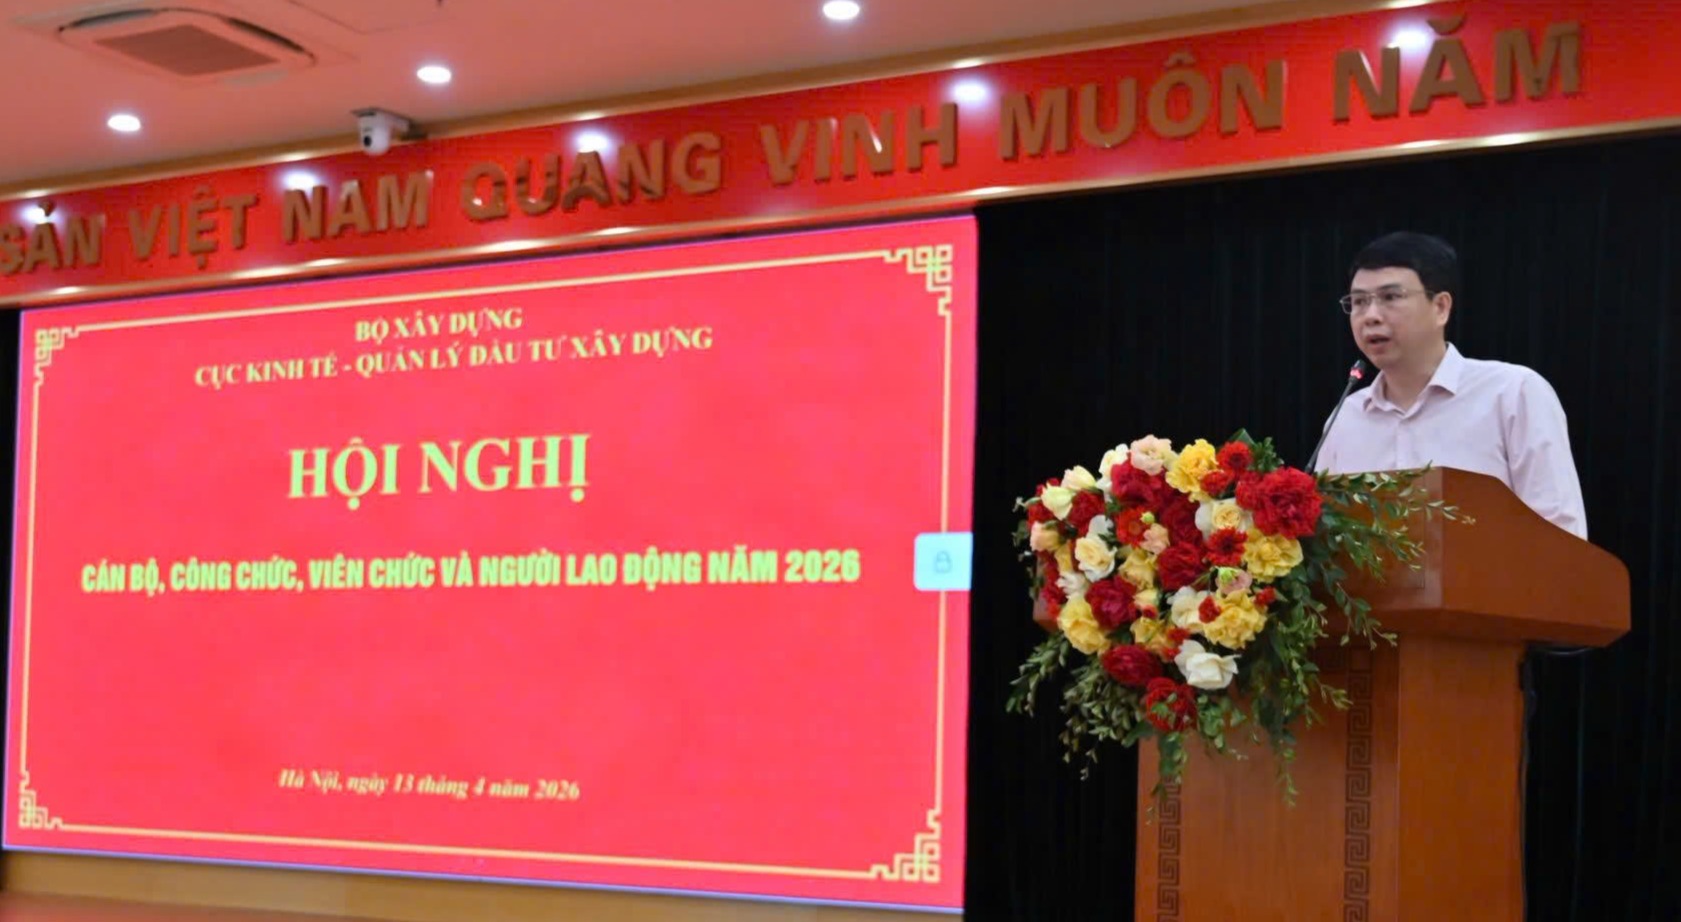 SẢN VIỆT NAM QUANG VINH MUÔN NĂM
BỘ XÂY DỰNG
CỤC KINH TẾ - QUẢN LÝ ĐẦU TƯ XÂY DỰNG
HỘI NGHỊ
CÁN BỘ, CÔNG CHỨC, VIÊN CHỨC VÀ NGƯỜI LAO ĐỘNG NĂM 2026
Hà Nội, ngày 13 tháng 4 năm 2026